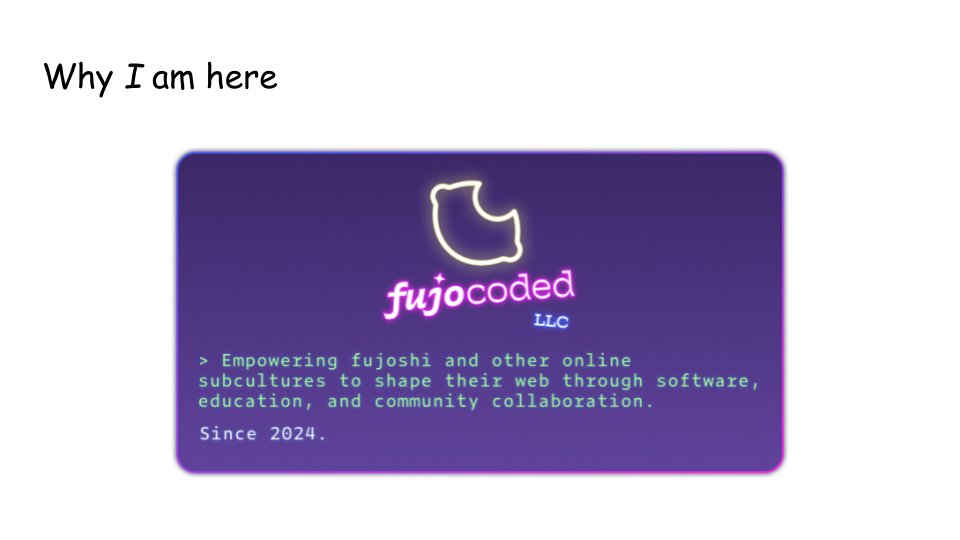 Why I am here
fujocoded
LLC
> Empowering fujoshi and other online
subcultures to shape their web through software,
education, and community collaboration.
Since 2024.